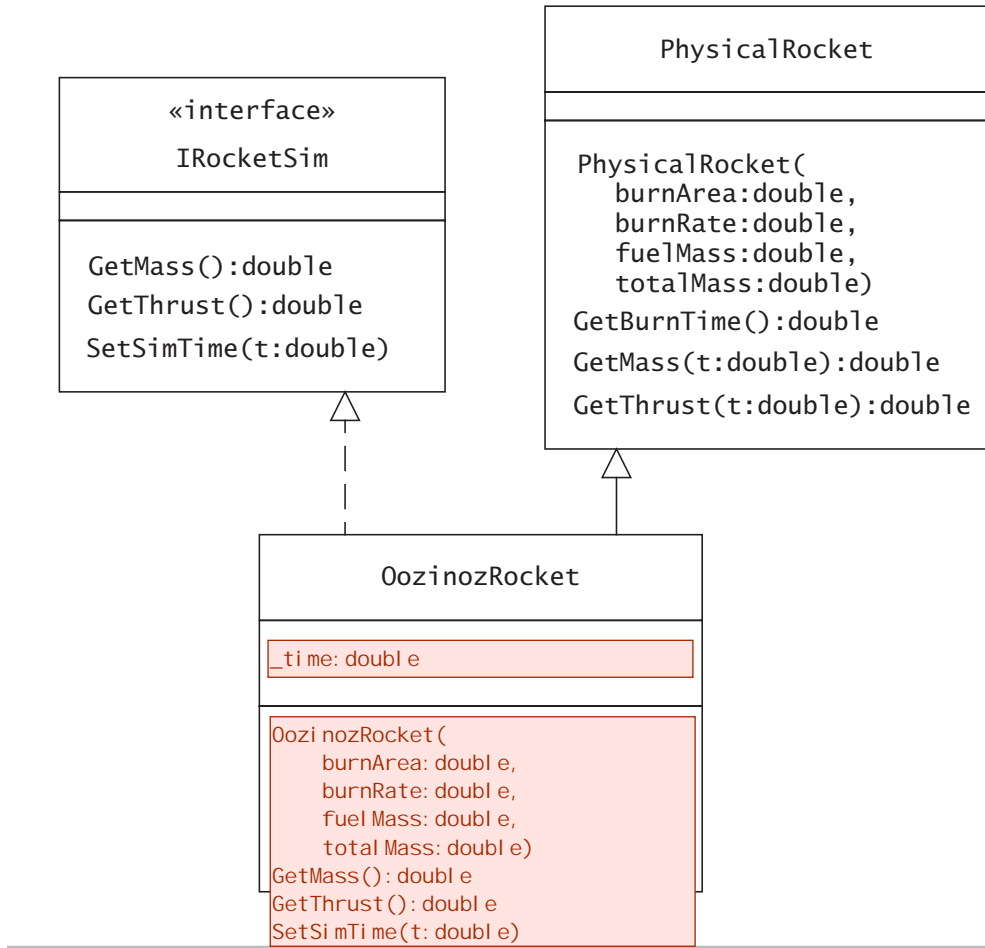 «interface»
IRocketSim
GetMass():double
GetThrust():double
SetSimTime(t:double)
PhysicalRocket
PhysicalRocket(
burnArea:double,
burnRate:double,
fuelMass:double,
totalMass:double)
GetBurnTime():double
GetMass(t:double):double
GetThrust(t:double):double
OozinozRocket
_time:double
OozinozRocket(
burnArea:double,
burnRate:double,
fuelMass:double,
totalMass:double)
GetMass():double
GetThrust():double
SetSimTime(t:double)